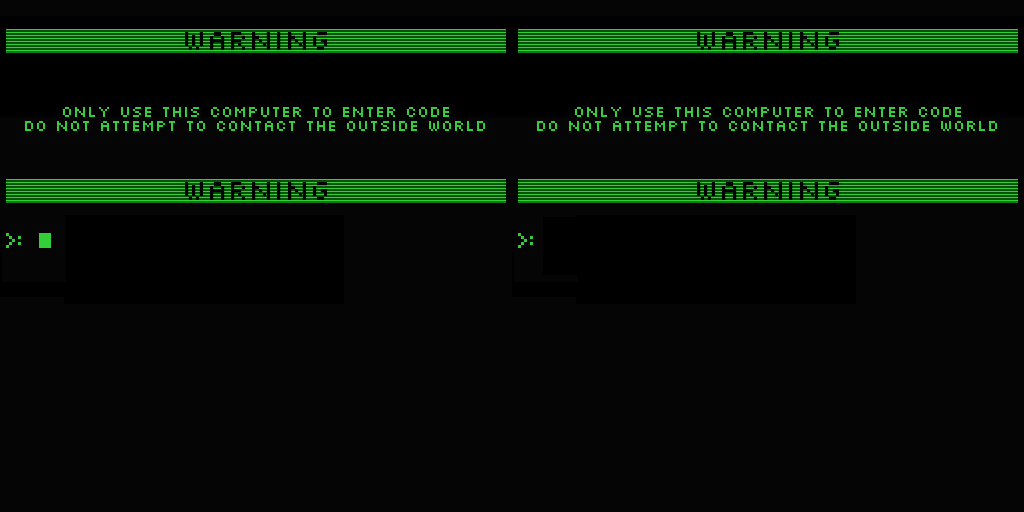 WARNING
ONLY USE THIS COMPUTER TO ENTER CODE
DO NOT ATTEMPT TO CONTACT THE OUTSIDE WORLD
WARNING
>:
WARNING
ONLY USE THIS COMPUTER TO ENTER CODE
DO NOT ATTEMPT TO CONTACT THE OUTSIDE WORLD
WARNING
>: